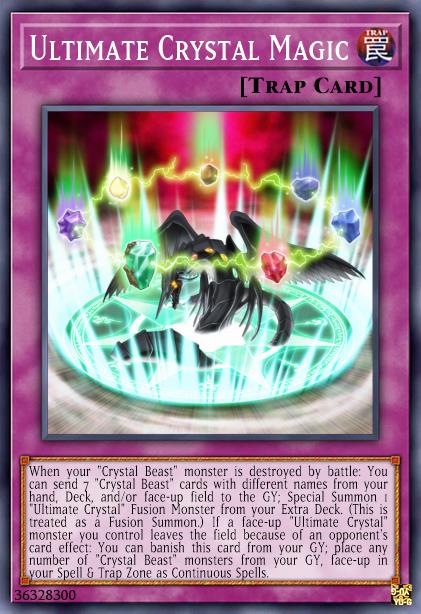 ULTIMATE CRYSTAL MAGIC
TRAP
罠
[TRAP CARD]
When your "Crystal Beast" monster is destroyed by battle: You
can send 7 "Crystal Beast" cards with different names from your
hand, Deck, and/or face-up field to the GY; Special Summon 1
"Ultimate Crystal" Fusion Monster from your Extra Deck. (This is
treated as a Fusion Summon.) If a face-up "Ultimate Crystal"
monster you control leaves the field because of an opponent's
card effect: You can banish this card from your GY; place any
number of "Crystal Beast" monsters from your GY, face-up in
your Spell & Trap Zone as Continuous Spells.
36328300